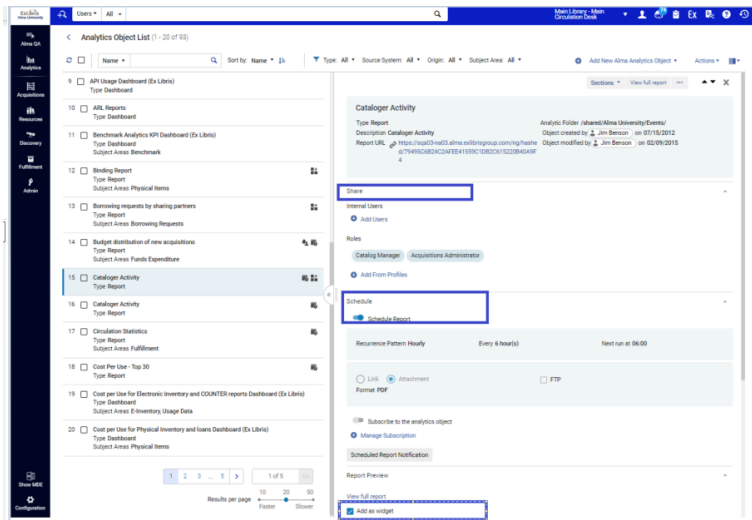 ExLibris
Alma University
Users
All
Main Library - Main
Circulation Desk
Alma QA
Analytics
Acquisitions
Resources
Discovery
Fulfillment
Admin
Show MDE
Configuration
Analytics Object List (1 - 20 of 93)
Name
Sort by: Name
Type: All Source System: All Origin: All Subject Area: All
Add New Alma Analytics Object
Actions
9 API Usage Dashboard (Ex Libris)
Type Dashboard
10 ARL Reports
Type Dashboard
11 Benchmark Analytics KPI Dashboard (Ex Libris)
Type Dashboard
Subject Areas Benchmark
12 Binding Report
Type Report
Subject Areas Physical Items
13 Borrowing requests by sharing partners
Type Report
Subject Areas Borrowing Requests
14 Budget distribution of new acquisitions
Type Report
Subject Areas Funds Expenditure
15 Cataloger Activity
Type Report
16 Cataloger Activity
Type Report
17 Circulation Statistics
Type Report
Subject Areas Fulfillment
18 Cost Per Use - Top 30
Type Report
19 Cost per Use for Electronic Inventory and COUNTER reports Dashboard (Ex Libris)
Type Dashboard
Subject Areas E-Inventory, Usage Data
20 Cost per Use for Physical Inventory and loans Dashboard (Ex Libris)
Type Dashboard
Subject Areas Physical Items
1 2 3 ... 5
1 of 5
Results per page
10 20 50
Faster Slower
Sections
View full report
Cataloger Activity
Type Report
Description Cataloger Activity
Report URL
Analytic Folder /shared/Alma University/Events/
Object created by Jim Benson on 07/15/2012
Object modified by Jim Benson on 02/09/2015
Share
Internal Users
Add Users
Roles
Catalog Manager Acquisitions Administrator
Add From Profiles
Schedule
Schedule Report
Recurrence Pattern Hourly Every 6 hour(s) Next run at 06:00
Link Attachment FTP
Format PDF
Subscribe to the analytics object
Manage Subscription
Scheduled Report Notification
Report Preview
View full report
Add as widget